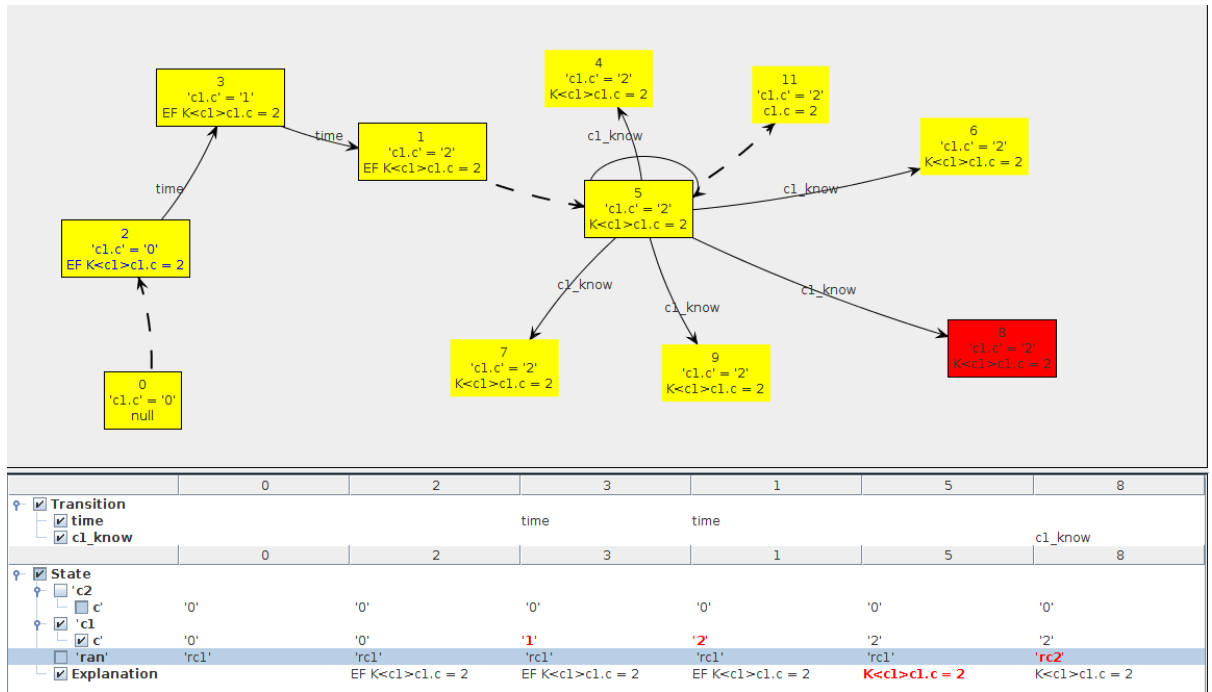 3
'c1.c' = '1'
EF K<c1>c1.c = 2
time
1
'c1.c' = '2'
EF K<c1>c1.c = 2
time
2
'c1.c' = '0'
EF K<c1>c1.c = 2
0
'c1.c' = '0'
null
4
'c1.c' = '2'
K<c1>c1.c = 2
c1_know
11
'c1.c' = '2'
c1.c = 2
6
'c1.c' = '2'
K<c1>c1.c = 2
c1_know
5
'c1.c' = '2'
K<c1>c1.c = 2
c1_know
c1_know
c1_know
7
'c1.c' = '2'
K<c1>c1.c = 2
9
'c1.c' = '2'
K<c1>c1.c = 2
8
'c1.c' = '2'
K<c1>c1.c = 2
0 2 3 1 5 8
Transition
time time time
c1_know c1_know
0 2 3 1 5 8
State
'c2
c' '0' '0' '0' '0' '0' '0'
'c1
c' '0' '0' '1' '2' '2' '2'
'ran' 'rc1' 'rc1' 'rc1' 'rc1' 'rc1' 'rc2'
Explanation EF K<c1>c1.c = 2 EF K<c1>c1.c = 2 EF K<c1>c1.c = 2 K<c1>c1.c = 2 K<c1>c1.c = 2